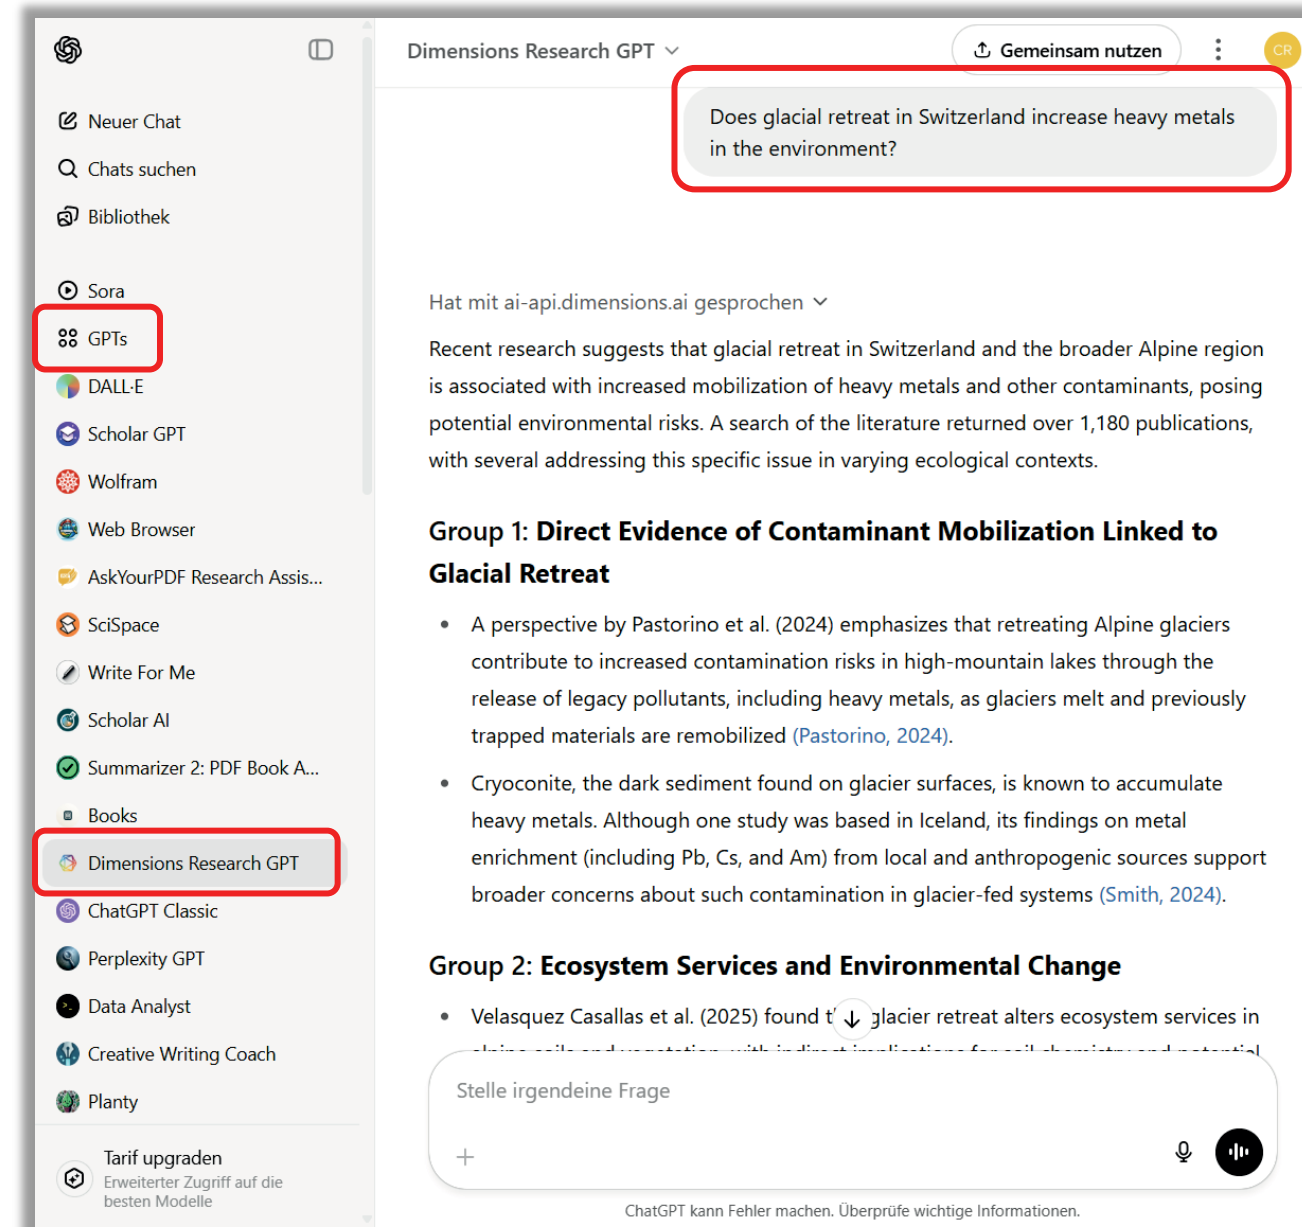 Neuer Chat
Chats suchen
Bibliothek
Sora
GPTs
DALL·E
Scholar GPT
Wolfram
Web Browser
AskYourPDF Research Assis...
SciSpace
Write For Me
Scholar AI
Summarizer 2: PDF Book A...
Books
Dimensions Research GPT
ChatGPT Classic
Perplexity GPT
Data Analyst
Creative Writing Coach
Planty
Tarif upgraden
Erweiterter Zugriff auf die
besten Modelle
Dimensions Research GPT
Gemeinsam nutzen
CR
Does glacial retreat in Switzerland increase heavy metals
in the environment?
Hat mit ai-api.dimensions.ai gesprochen
Recent research suggests that glacial retreat in Switzerland and the broader Alpine region
is associated with increased mobilization of heavy metals and other contaminants, posing
potential environmental risks. A search of the literature returned over 1,180 publications,
with several addressing this specific issue in varying ecological contexts.
Group 1: Direct Evidence of Contaminant Mobilization Linked to
Glacial Retreat
• A perspective by Pastorino et al. (2024) emphasizes that retreating Alpine glaciers
contribute to increased contamination risks in high-mountain lakes through the
release of legacy pollutants, including heavy metals, as glaciers melt and previously
trapped materials are remobilized (Pastorino, 2024).
• Cryoconite, the dark sediment found on glacier surfaces, is known to accumulate
heavy metals. Although one study was based in Iceland, its findings on metal
enrichment (including Pb, Cs, and Am) from local and anthropogenic sources support
broader concerns about such contamination in glacier-fed systems (Smith, 2024).
Group 2: Ecosystem Services and Environmental Change
• Velasquez Casallas et al. (2025) found glacier retreat alters ecosystem services in
alpine soils and vegetation, with indirect implications for soil chemistry and potential
Stelle irgendeine Frage
ChatGPT kann Fehler machen. Überprüfe wichtige Informationen.